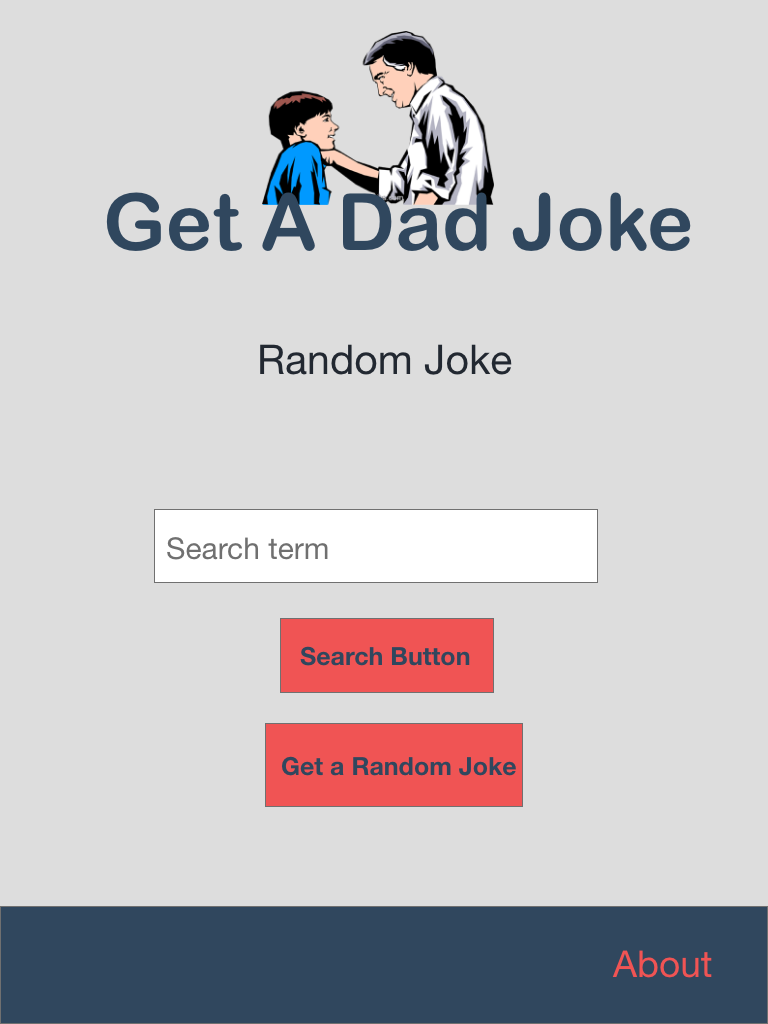 Get A Dad Joke
Random Joke
Search term
Search Button
Get a Random Joke
About